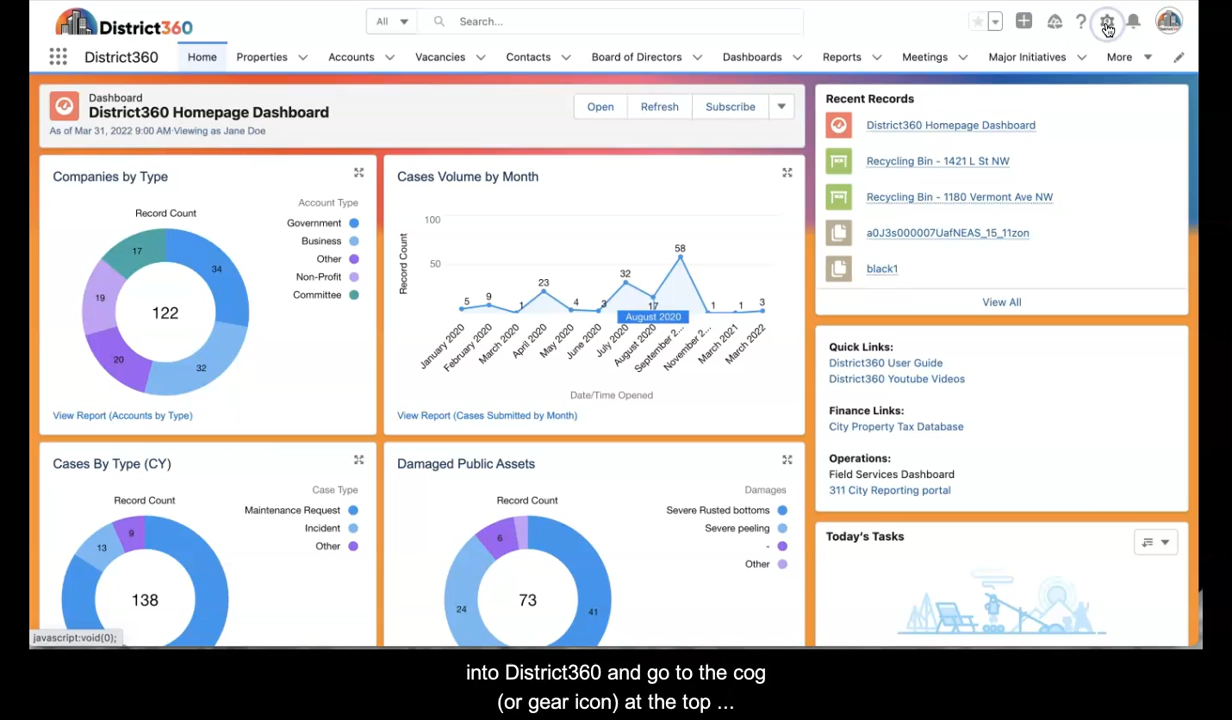 District360
All
Search...
District360
Home
Properties
Accounts
Vacancies
Contacts
Board of Directors
Dashboards
Reports
Meetings
Major Initiatives
More
Dashboard
District360 Homepage Dashboard
As of Mar 31, 2022 9:00 AM·Viewing as Jane Doe
Open
Refresh
Subscribe
Companies by Type
Record Count
Account Type
Government
Business
Other
Non-Profit
Committee
17
34
19
122
20
32
View Report (Accounts by Type)
Cases Volume by Month
Record Count
100
50
5
9
1
23
4
3
32
17
58
1
1
3
August 2020
January 2020
February 2020
March 2020
April 2020
May 2020
June 2020
July 2020
August 2020
September 2...
November 2...
March 2021
March 2022
Date/Time Opened
View Report (Cases Submitted by Month)
Cases By Type (CY)
Record Count
Case Type
Maintenance Request
Incident
Other
9
13
138
Damaged Public Assets
Record Count
Damages
Severe Rusted bottoms
Severe peeling
-
Other
6
24
73
41
Recent Records
District360 Homepage Dashboard
Recycling Bin - 1421 L St NW
Recycling Bin - 1180 Vermont Ave NW
a0J3s000007UafNEAS_15_11zon
black1
View All
Quick Links:
District360 User Guide
District360 Youtube Videos
Finance Links:
City Property Tax Database
Operations:
Field Services Dashboard
311 City Reporting portal
Today's Tasks
javascript:void(0);
into District360 and go to the cog
(or gear icon) at the top ...